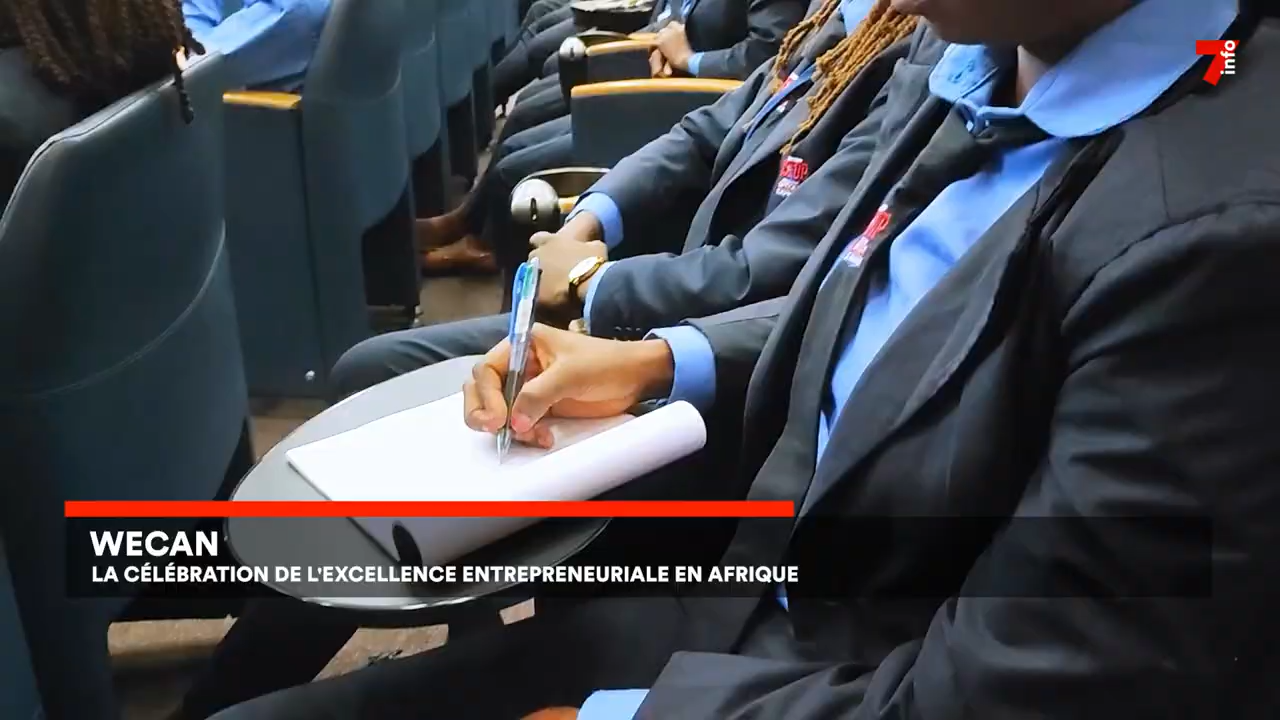 7
info
WECAN
LA CÉLÉBRATION DE L'EXCELLENCE ENTREPRENEURIALE EN AFRIQUE